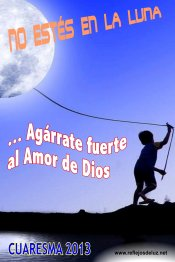 NO ESTÉS EN LA LUNA
... Agárrate fuerte
al Amor de Dios
CUARESMA 2013
www.reflejosdeluz.net